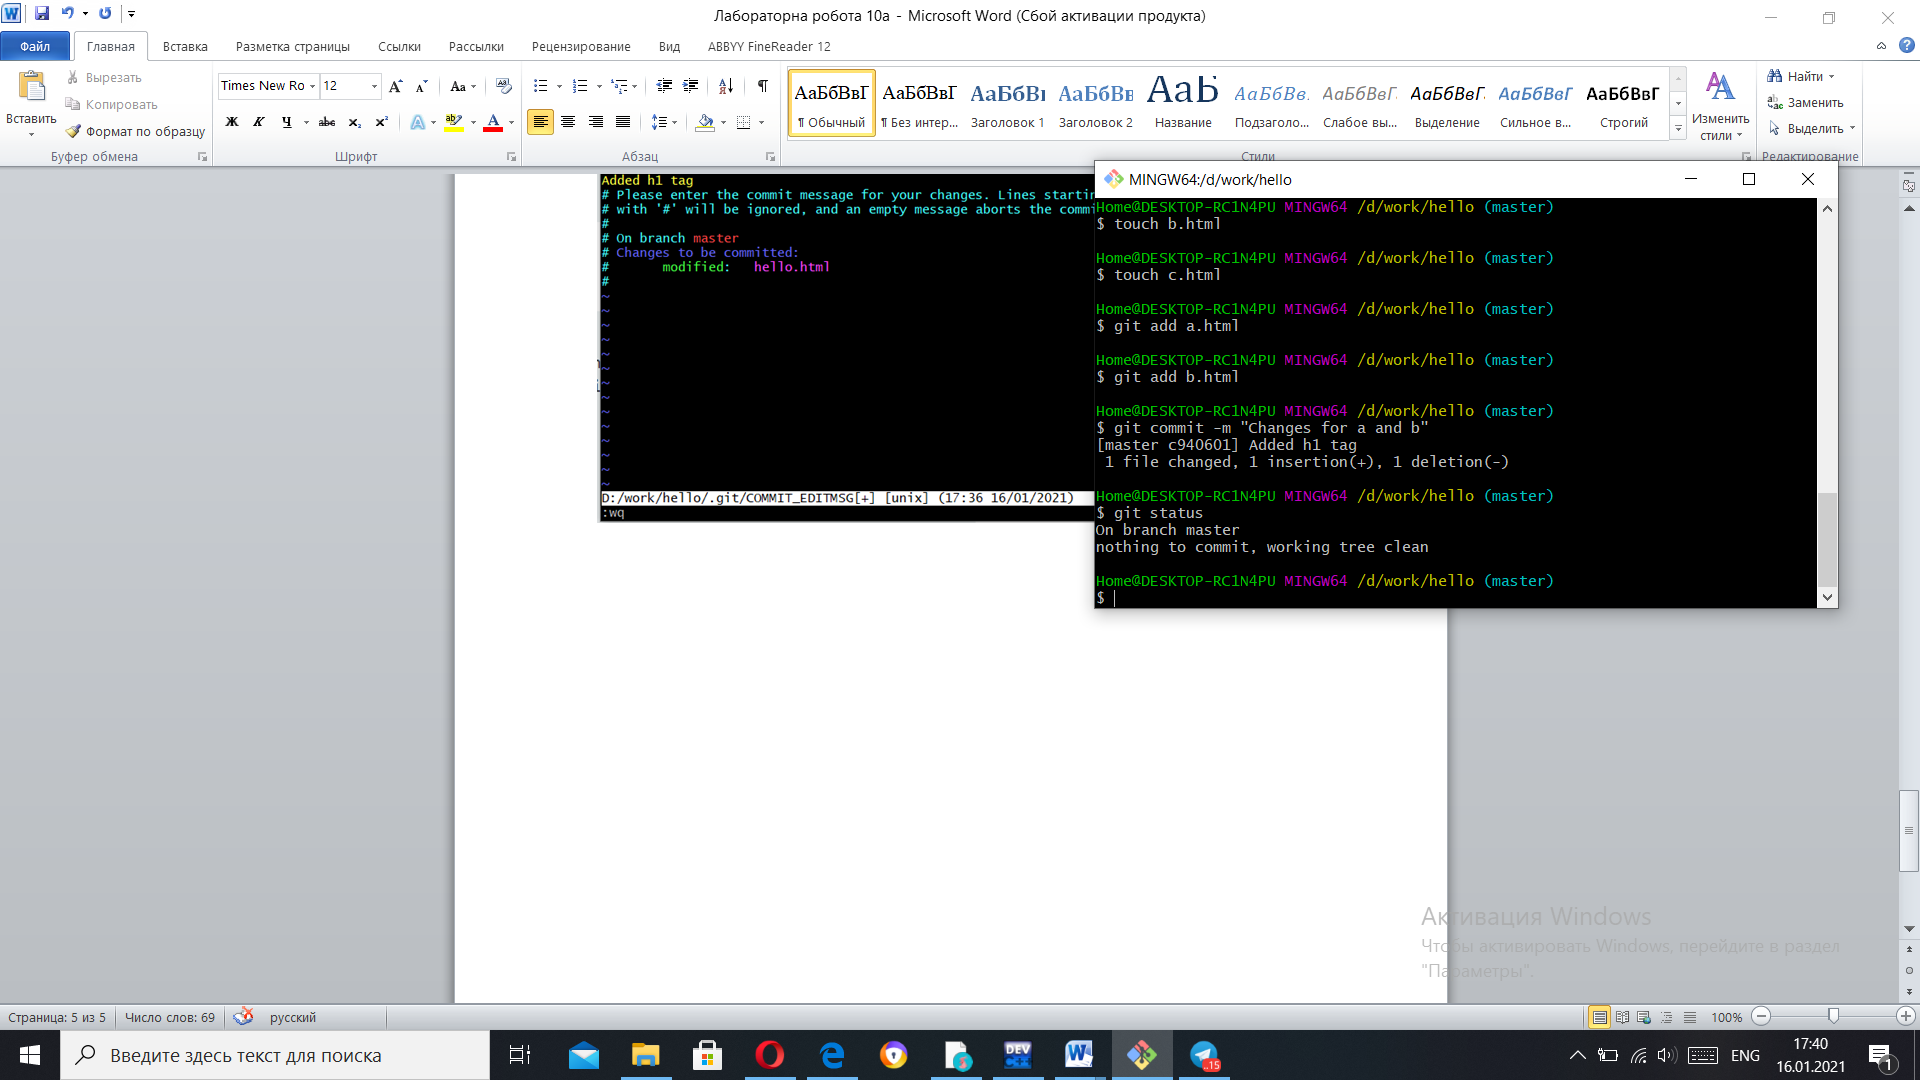 Лабораторна робота 10a - Microsoft Word (Сбой активации продукта)
Файл
Главная
Вставка
Разметка страницы
Ссылки
Рассылки
Рецензирование
Вид
ABBYY FineReader 12
Вставить
Вырезать
Копировать
Формат по образцу
Буфер обмена
Times New Ro
12
Шрифт
Абзац
АаБбВвГ
¶ Обычный
АаБбВвГ
¶ Без интер...
АаБбВı
Заголовок 1
АаБбВв
Заголовок 2
АаБ
Название
АаБбВв.
Подзаголо...
АаБбВвГ.
Слабое вы...
АаБбВвГ.
Выделение
АаБбВвГ
Сильное в...
АаБбВвГ
Строгий
Стили
Изменить
стили
Найти
Заменить
Выделить
Редактирование
Added h1 tag
# Please enter the commit message for your changes. Lines startin
# with '#' will be ignored, and an empty message aborts the commi
#
# On branch master
# Changes to be committed:
#       modified:   hello.html
#
~
~
~
~
~
~
~
~
~
~
~
~
~
~
D:/work/hello/.git/COMMIT_EDITMSG[+] [unix] (17:36 16/01/2021)
:wq
MINGW64:/d/work/hello
Home@DESKTOP-RC1N4PU MINGW64 /d/work/hello (master)
$ touch b.html
Home@DESKTOP-RC1N4PU MINGW64 /d/work/hello (master)
$ touch c.html
Home@DESKTOP-RC1N4PU MINGW64 /d/work/hello (master)
$ git add a.html
Home@DESKTOP-RC1N4PU MINGW64 /d/work/hello (master)
$ git add b.html
Home@DESKTOP-RC1N4PU MINGW64 /d/work/hello (master)
$ git commit -m "Changes for a and b"
[master c940601] Added h1 tag
 1 file changed, 1 insertion(+), 1 deletion(-)
Home@DESKTOP-RC1N4PU MINGW64 /d/work/hello (master)
$ git status
On branch master
nothing to commit, working tree clean
Home@DESKTOP-RC1N4PU MINGW64 /d/work/hello (master)
$
Активация Windows
Чтобы активировать Windows, перейдите в раздел
"Параметры".
Страница: 5 из 5
Число слов: 69
русский
100%
Введите здесь текст для поиска
DEV
C++
..15
ENG
17:40
16.01.2021
1